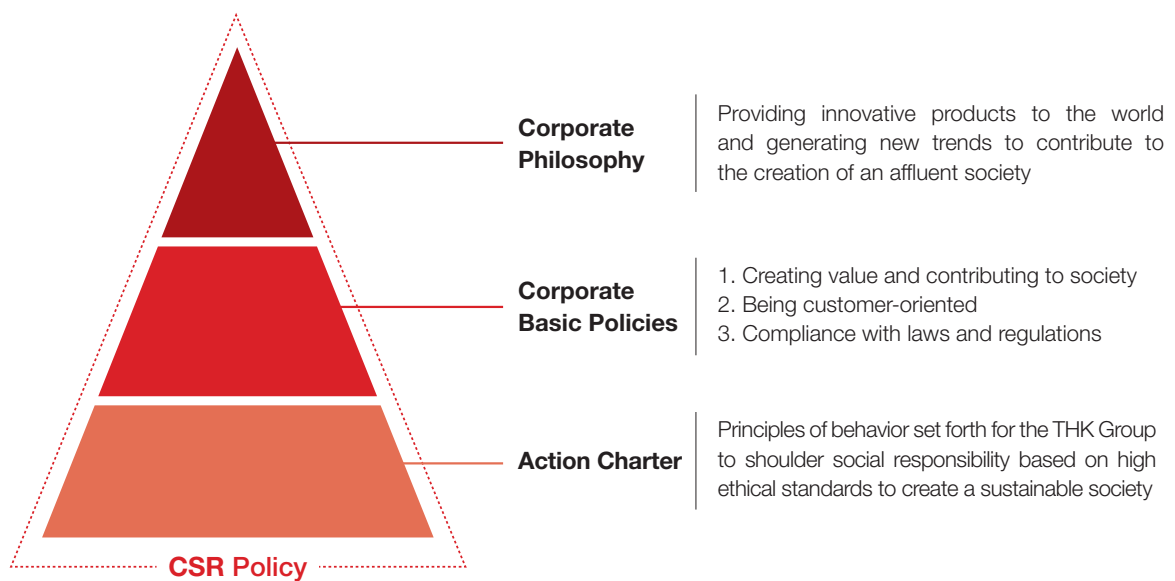 Corporate
Philosophy
Providing innovative products to the world
and generating new trends to contribute to
the creation of an affluent society
Corporate
Basic Policies
1. Creating value and contributing to society
2. Being customer-oriented
3. Compliance with laws and regulations
Action Charter
Principles of behavior set forth for the THK Group
to shoulder social responsibility based on high
ethical standards to create a sustainable society
CSR Policy